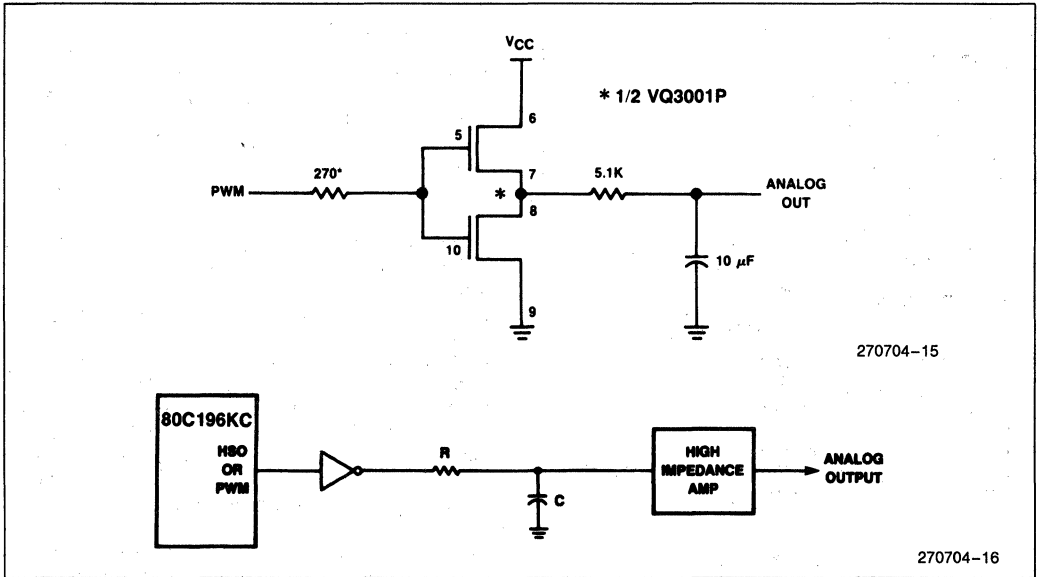 VCC
* 1/2 VQ3001P
6
5
7
270*
5.1K
PWM
*
ANALOG
OUT
8
10
10 µF
9
270704-15
80C196KC
HSO
OR
PWM
R
C
HIGH
IMPEDANCE
AMP
ANALOG
OUTPUT
270704-16